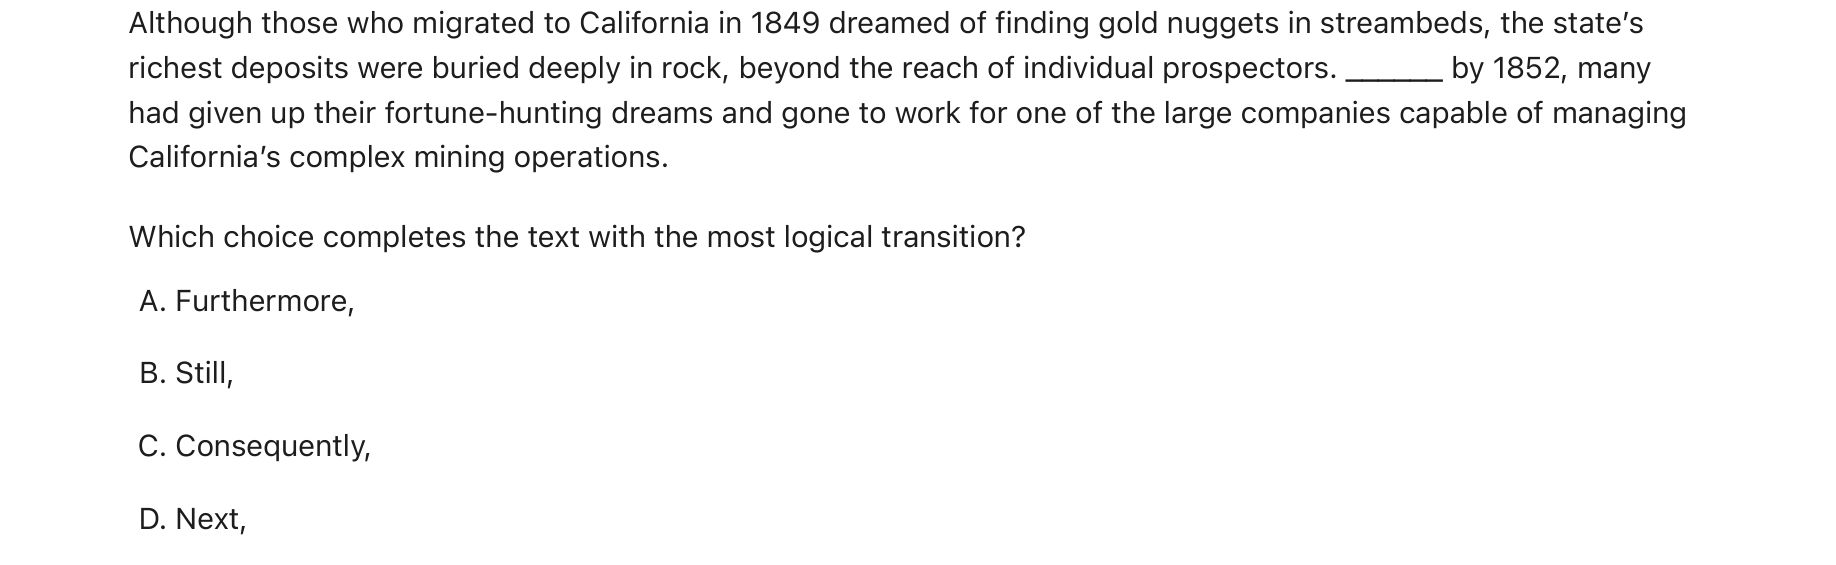 Although those who migrated to California in 1849 dreamed of finding gold nuggets in streambeds, the state’s
richest deposits were buried deeply in rock, beyond the reach of individual prospectors. ______ by 1852, many
had given up their fortune-hunting dreams and gone to work for one of the large companies capable of managing
California’s complex mining operations.
Which choice completes the text with the most logical transition?
A. Furthermore,
B. Still,
C. Consequently,
D. Next,